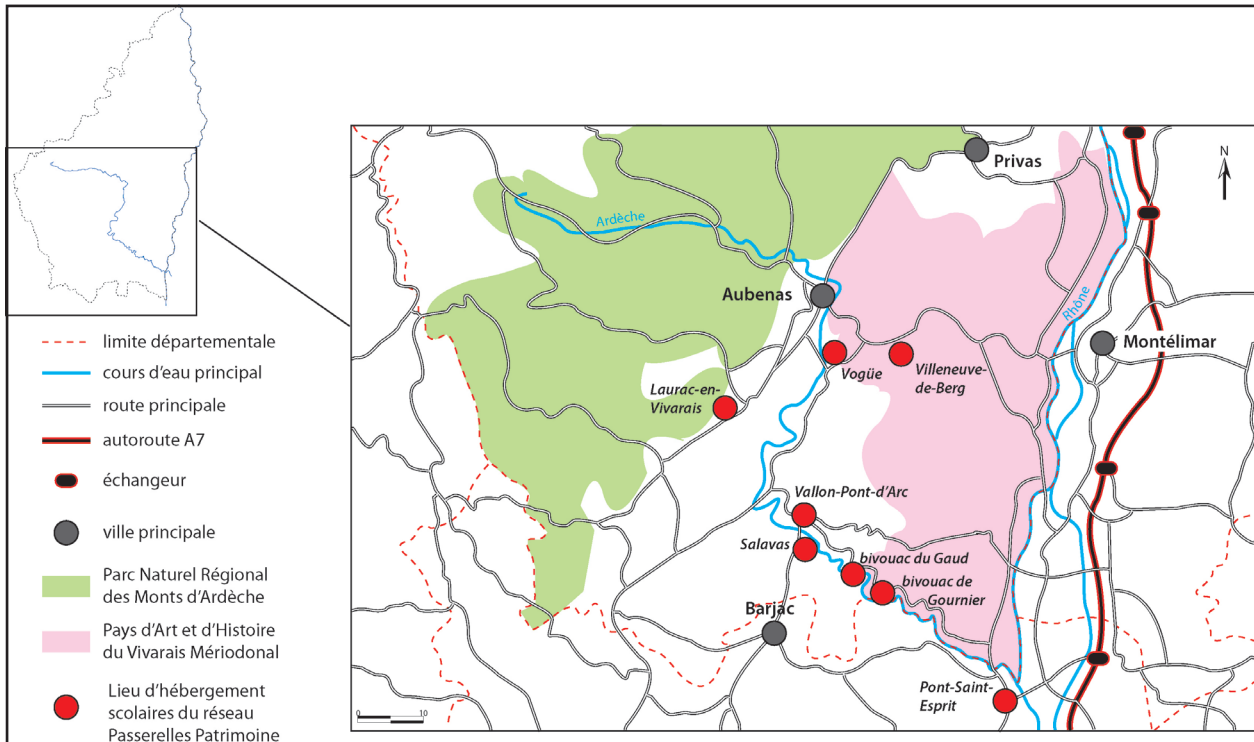 limite départementale
cours d'eau principal
route principale
autoroute A7
échangeur
ville principale
Parc Naturel Régional
des Monts d'Ardèche
Pays d'Art et d'Histoire
du Vivarais Mériodonal
Lieu d'hébergement
scolaires du réseau
Passerelles Patrimoine
Privas
N
Ardèche
Aubenas
Rhône
Montélimar
Vogüe
Villeneuve-
de-Berg
Laurac-en-
Vivarais
Vallon-Pont-d'Arc
Salavas
bivouac du Gaud
bivouac de
Gournier
Barjac
Pont-Saint-
Esprit
0 10